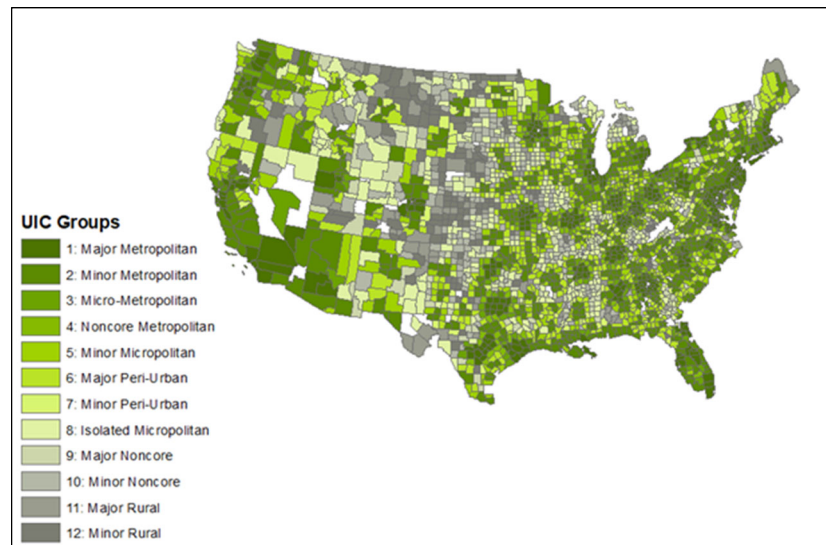 UIC Groups
1: Major Metropolitan
2: Minor Metropolitan
3: Micro-Metropolitan
4: Noncore Metropolitan
5: Minor Micropolitan
6: Major Peri-Urban
7: Minor Peri-Urban
8: Isolated Micropolitan
9: Major Noncore
10: Minor Noncore
11: Major Rural
12: Minor Rural